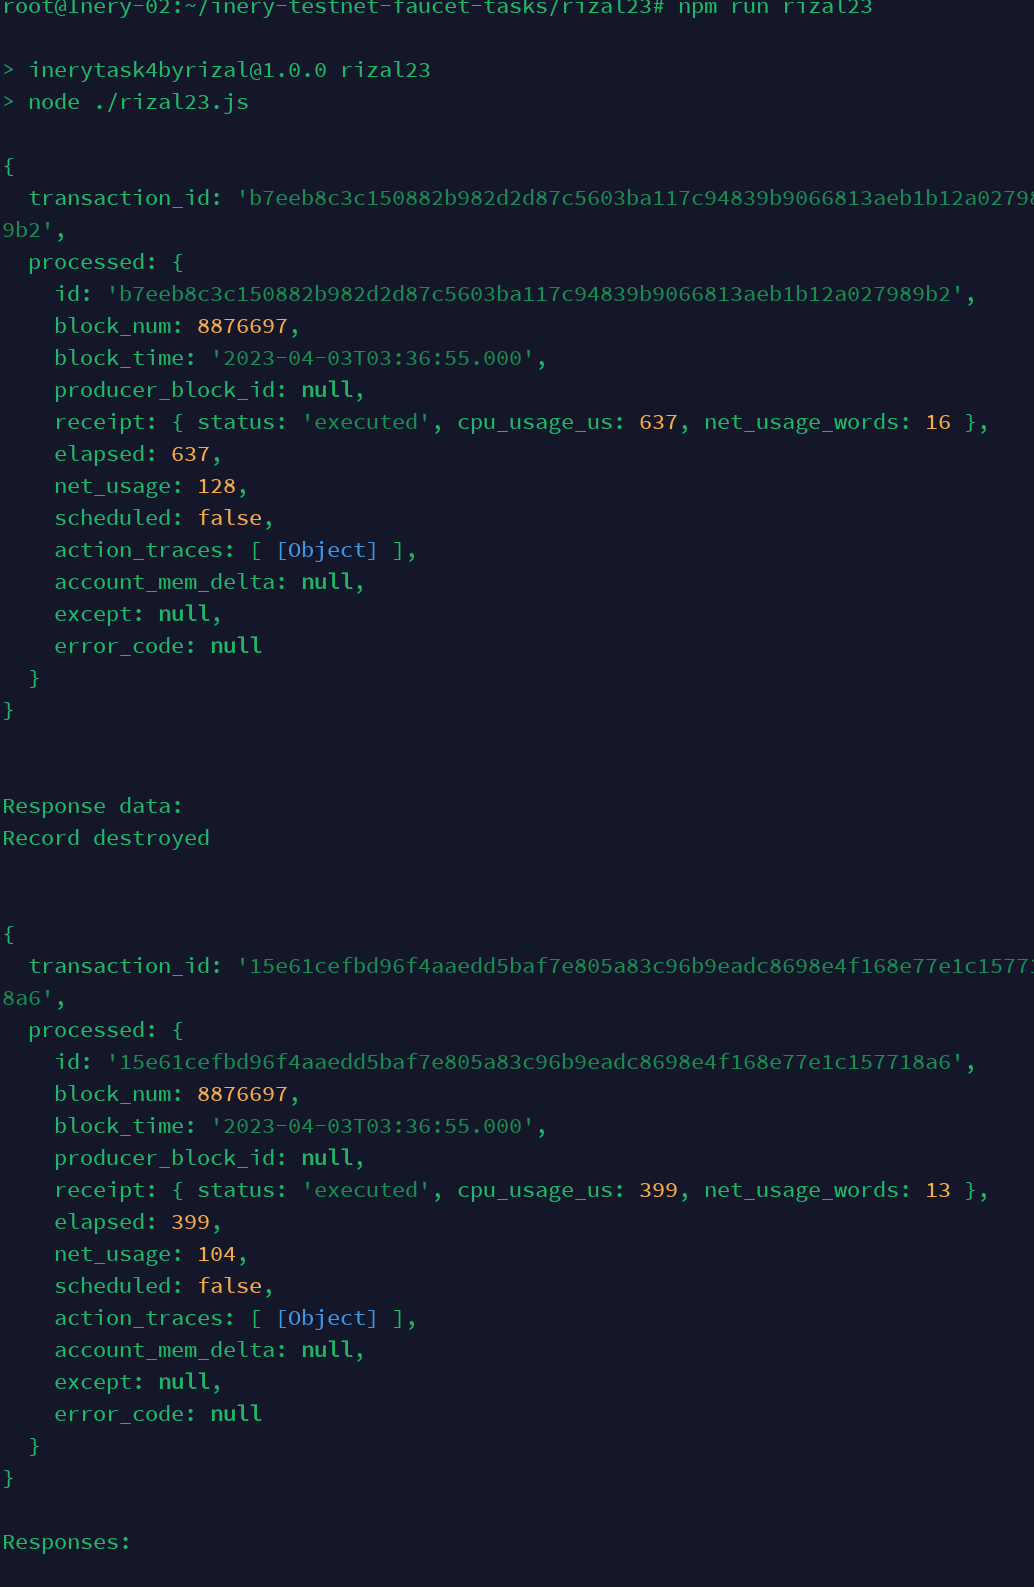 root@Inery-02:~/inery-testnet-faucet-tasks/rizal23# npm run rizal23
> inerytask4byrizal@1.0.0 rizal23
> node ./rizal23.js
{
  transaction_id: 'b7eeb8c3c150882b982d2d87c5603ba117c94839b9066813aeb1b12a02798
9b2',
  processed: {
    id: 'b7eeb8c3c150882b982d2d87c5603ba117c94839b9066813aeb1b12a027989b2',
    block_num: 8876697,
    block_time: '2023-04-03T03:36:55.000',
    producer_block_id: null,
    receipt: { status: 'executed', cpu_usage_us: 637, net_usage_words: 16 },
    elapsed: 637,
    net_usage: 128,
    scheduled: false,
    action_traces: [ [Object] ],
    account_mem_delta: null,
    except: null,
    error_code: null
  }
}
Response data:
Record destroyed
{
  transaction_id: '15e61cefbd96f4aaedd5baf7e805a83c96b9eadc8698e4f168e77e1c15771
8a6',
  processed: {
    id: '15e61cefbd96f4aaedd5baf7e805a83c96b9eadc8698e4f168e77e1c157718a6',
    block_num: 8876697,
    block_time: '2023-04-03T03:36:55.000',
    producer_block_id: null,
    receipt: { status: 'executed', cpu_usage_us: 399, net_usage_words: 13 },
    elapsed: 399,
    net_usage: 104,
    scheduled: false,
    action_traces: [ [Object] ],
    account_mem_delta: null,
    except: null,
    error_code: null
  }
}
Responses: